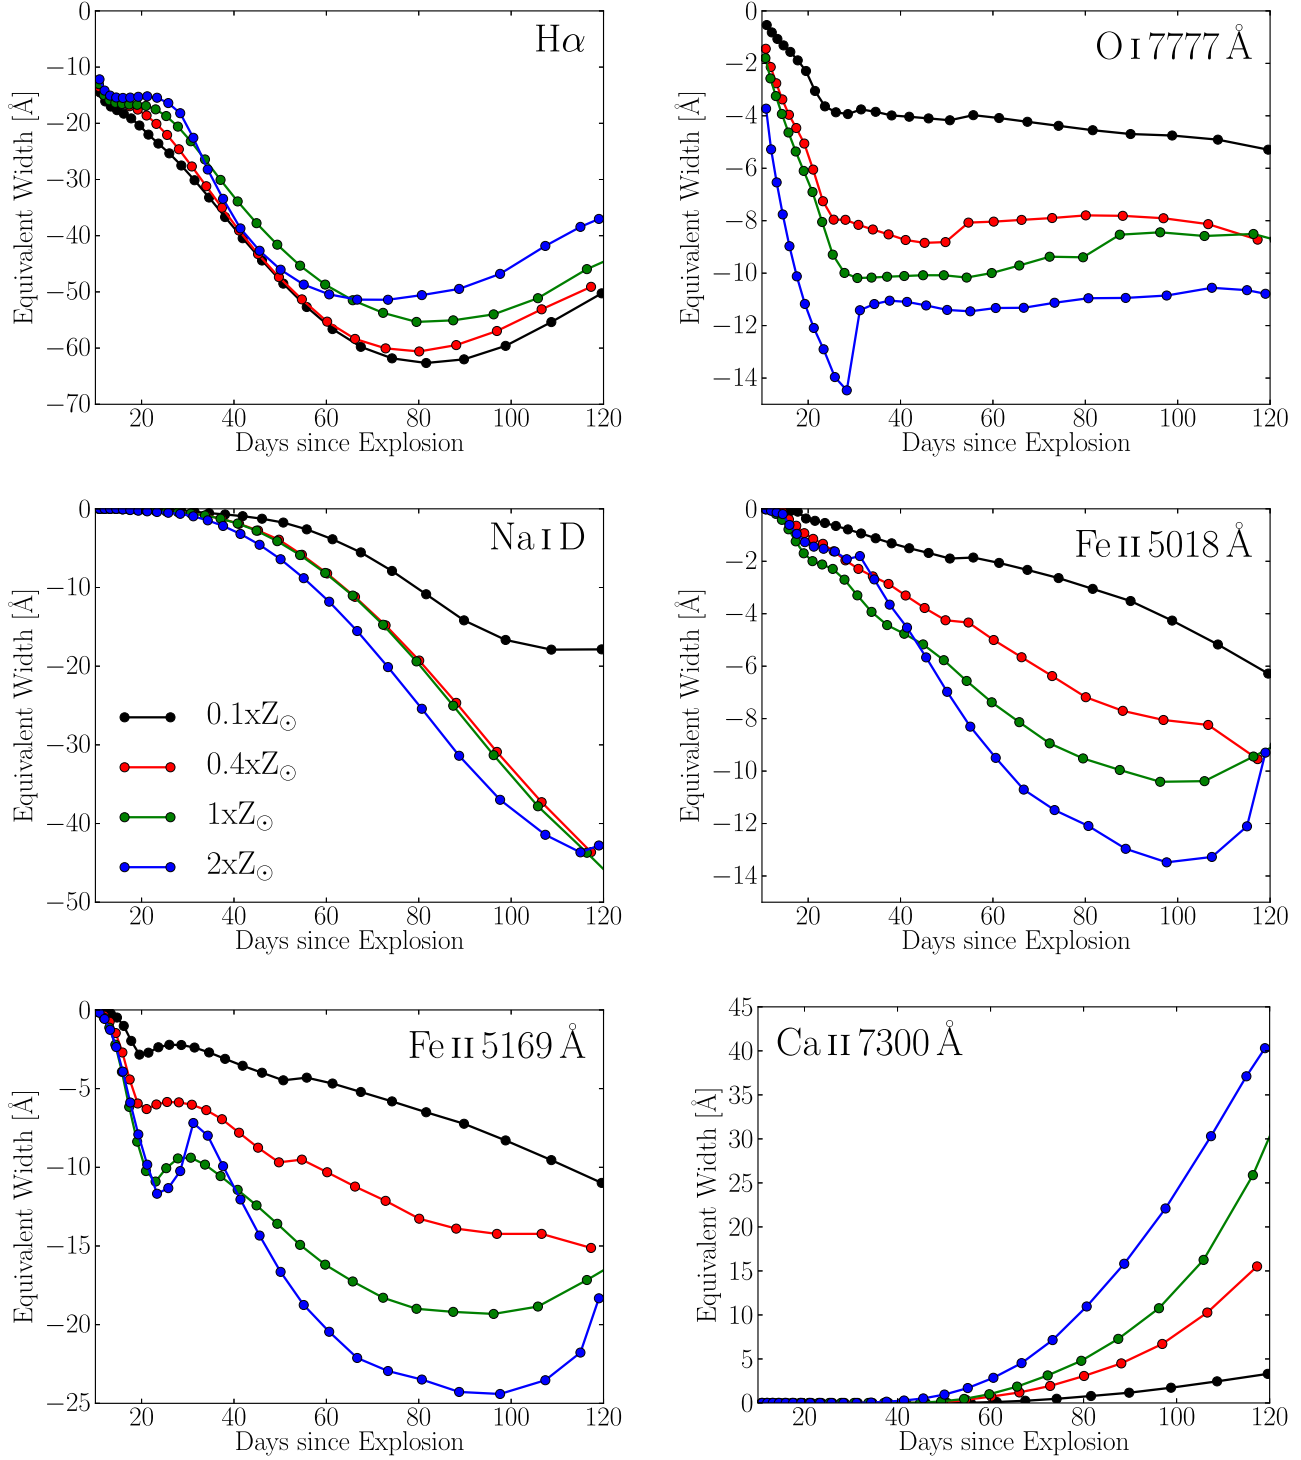 Hα
Equivalent Width [Å]
0
−10
−20
−30
−40
−50
−60
−70
20 40 60 80 100 120
Days since Explosion
O I 7777 Å
Equivalent Width [Å]
0
−2
−4
−6
−8
−10
−12
−14
20 40 60 80 100 120
Days since Explosion
Na I D
Equivalent Width [Å]
0
−10
−20
−30
−40
−50
0.1xZ⊙
0.4xZ⊙
1xZ⊙
2xZ⊙
20 40 60 80 100 120
Days since Explosion
Fe II 5018 Å
Equivalent Width [Å]
0
−2
−4
−6
−8
−10
−12
−14
20 40 60 80 100 120
Days since Explosion
Fe II 5169 Å
Equivalent Width [Å]
0
−5
−10
−15
−20
−25
20 40 60 80 100 120
Days since Explosion
Ca II 7300 Å
Equivalent Width [Å]
45
40
35
30
25
20
15
10
5
0
20 40 60 80 100 120
Days since Explosion